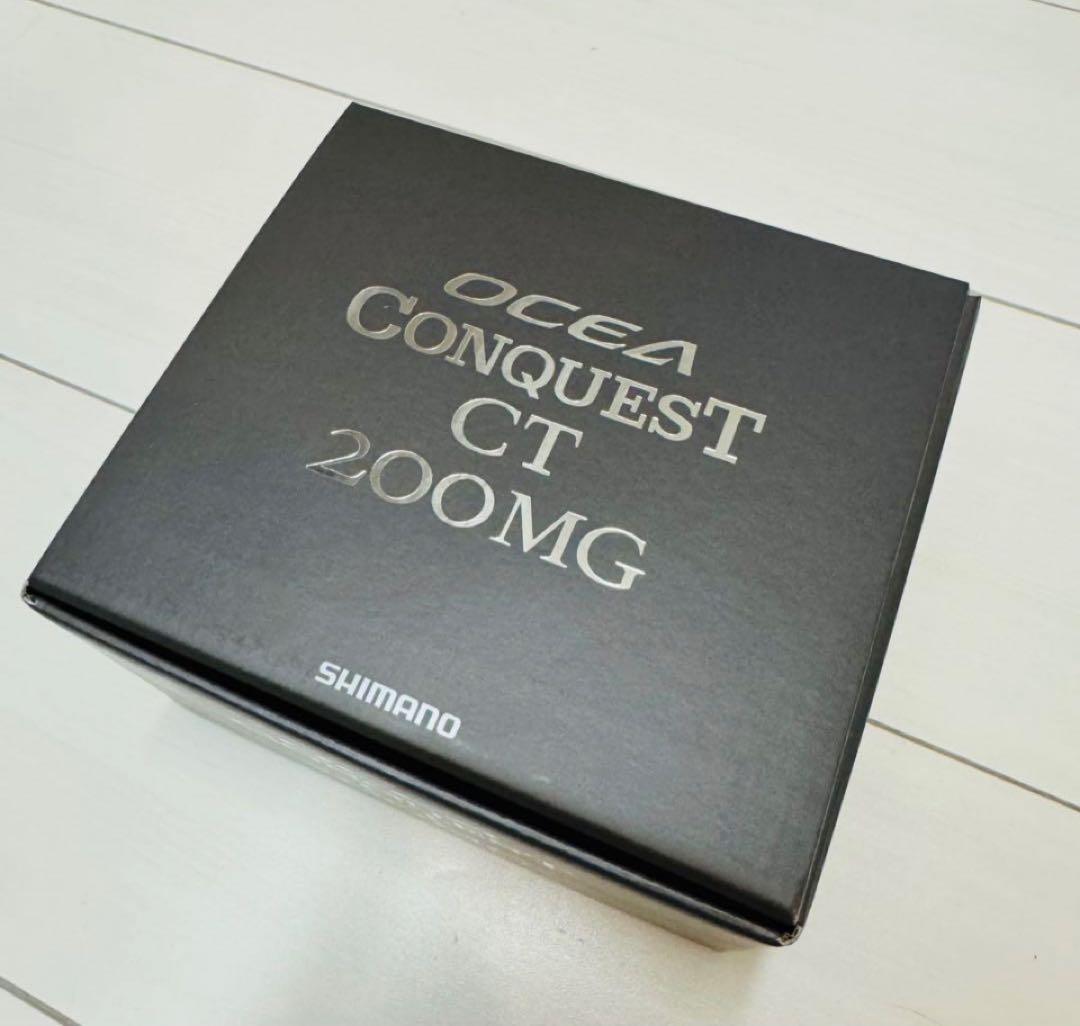 OCEA
CONQUEST
CT
200MG
SHIMANO